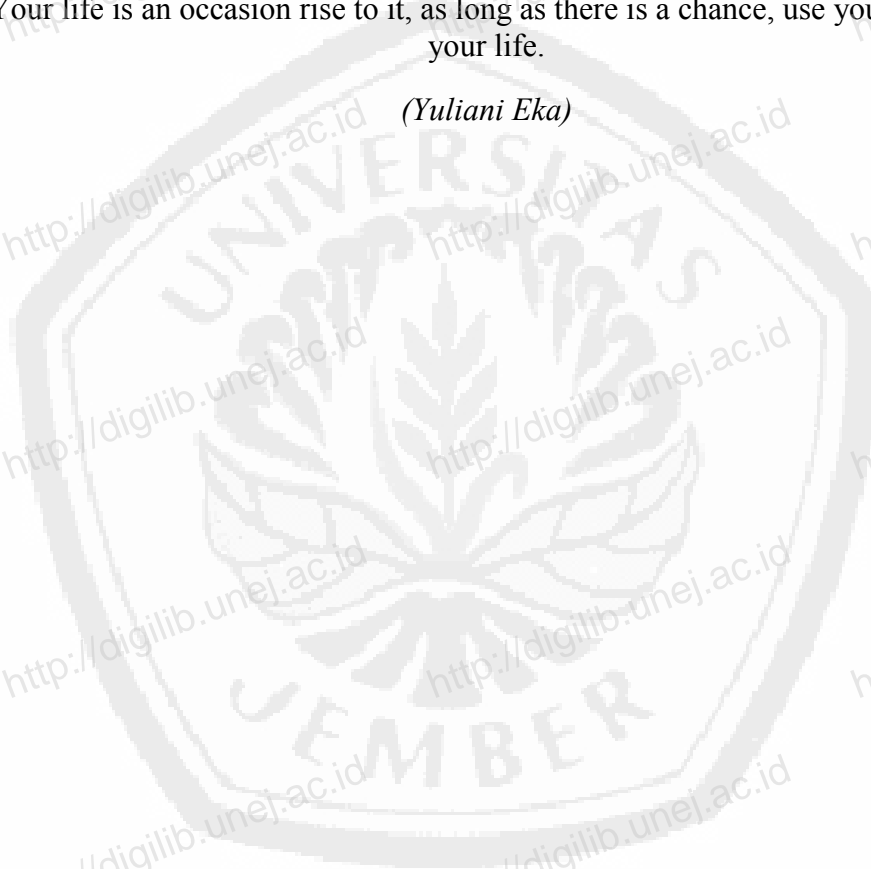 Your life is an occasion rise to it, as long as there is a chance, use
your life.
(Yuliani Eka)
http://digilib.unej.ac.id
http://digilib.unej.ac.id
UNIVERSITAS
http://digilib.unej.ac.id
http://digilib.unej.ac.id
http://digilib.unej.ac.id
http://digilib.unej.ac.id
JEMBER
//digilib.unej.ac.id
//digilib.unej.ac.id